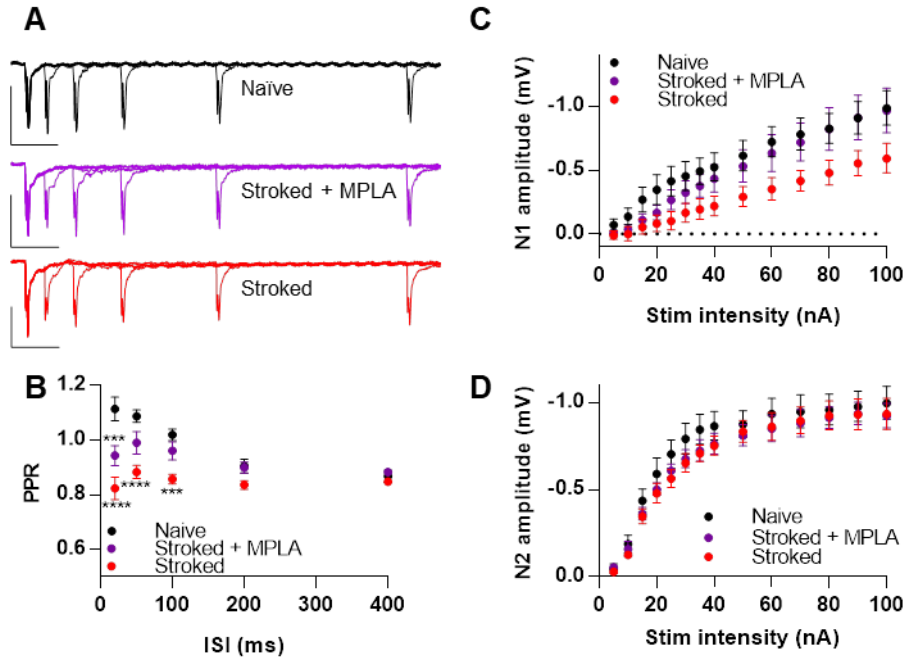 A
Naïve
Stroked + MPLA
Stroked
B
1.2
1.0
0.8
0.6
PPR
***
****
****
***
Naive
Stroked + MPLA
Stroked
0 100 200 300 400
ISI (ms)
C
Naive
Stroked + MPLA
Stroked
-1.0
-0.5
0.0
N1 amplitude (mV)
0 20 40 60 80 100
Stim intensity (nA)
D
-1.0
-0.5
-0.0
N2 amplitude (mV)
Naive
Stroked + MPLA
Stroked
0 20 40 60 80 100
Stim intensity (nA)